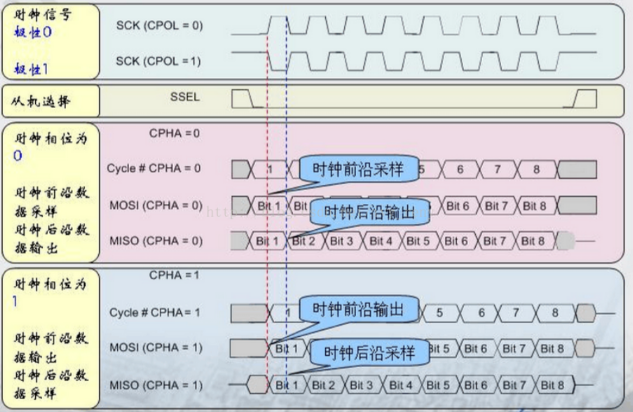 时钟信号
极性0
极性1
SCK (CPOL = 0)
SCK (CPOL = 1)
从机选择
SSEL
时钟相位为
0
时钟前沿数
据采样
时钟后沿数
据输出
CPHA = 0
Cycle # CPHA = 0
1
5
6
7
8
MOSI (CPHA = 0)
Bit 1
Bit
Bit 6
Bit 7
Bit 8
MISO (CPHA = 0)
Bit 1
Bit 2
Bit 3
Bit 4
Bit 5
Bit 6
Bit 7
Bit 8
时钟前沿采样
时钟后沿输出
时钟相位为
1
时钟前沿数
据输出
时钟后沿数
据采样
CPHA = 1
Cycle # CPHA = 1
1
5
6
7
8
MOSI (CPHA = 1)
Bit 1
Bit 5
Bit 6
Bit 7
Bit 8
MISO (CPHA = 1)
Bit 1
Bit 2
Bit 3
Bit 4
Bit 5
Bit 6
Bit 7
Bit 8
时钟前沿输出
时钟后沿采样